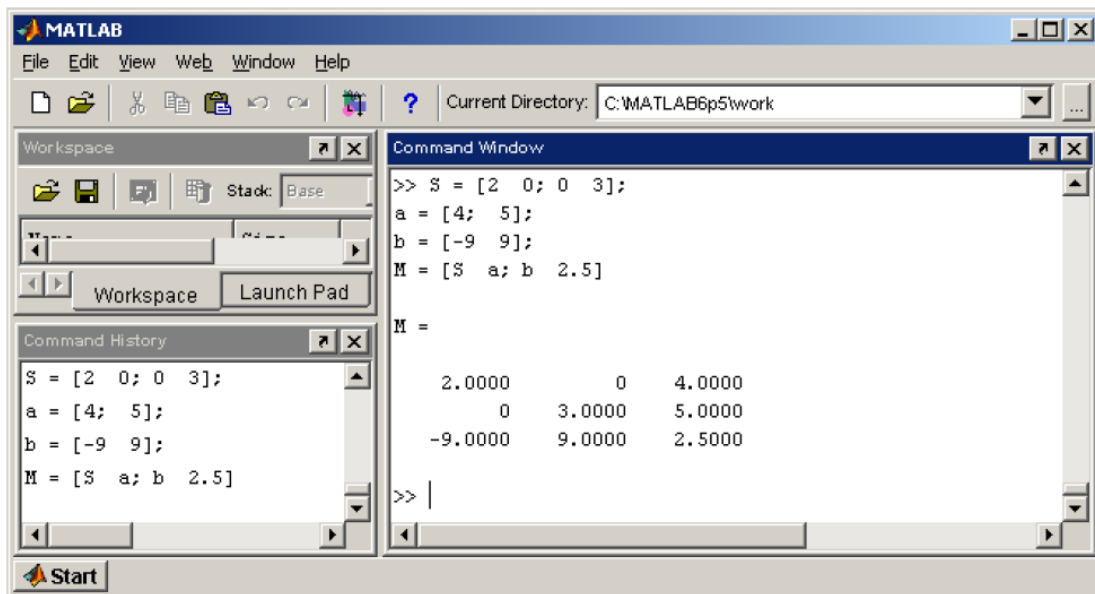 MATLAB
File Edit View Web Window Help
? Current Directory: C:\MATLAB6p5\work ...
Workspace
Stack: Base
Workspace Launch Pad
Command History
S = [2 0; 0 3];
a = [4; 5];
b = [-9 9];
M = [S a; b 2.5]
Command Window
>> S = [2 0; 0 3];
a = [4; 5];
b = [-9 9];
M = [S a; b 2.5]
M =
2.0000 0 4.0000
0 3.0000 5.0000
-9.0000 9.0000 2.5000
>>
Start